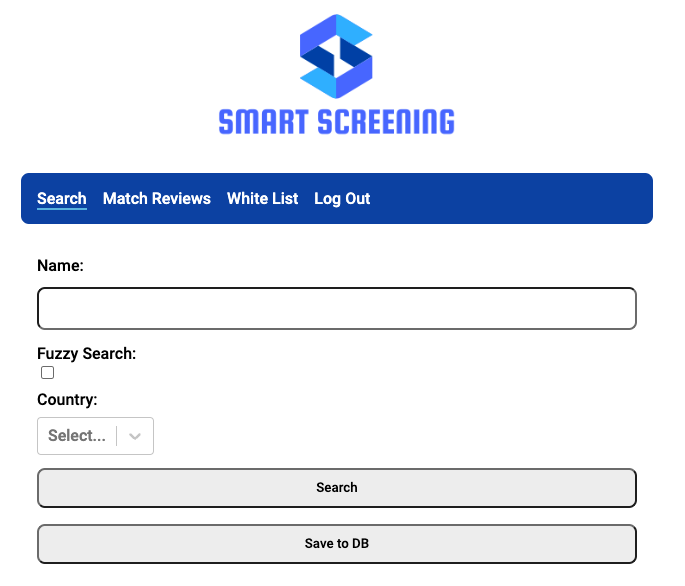 SMART SCREENING
Search Match Reviews White List Log Out
Name:
Fuzzy Search:
Country:
Select...
Search
Save to DB